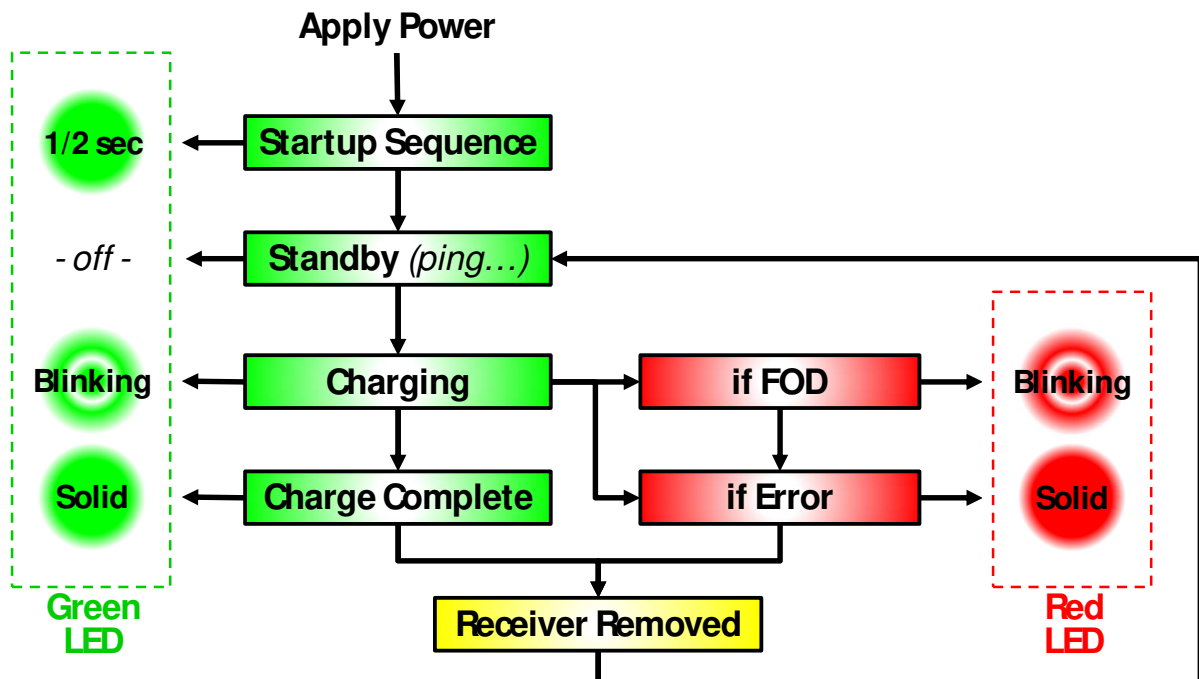 Apply Power
1/2 sec
Startup Sequence
- off -
Standby (ping...)
Blinking
Charging
if FOD
Blinking
Solid
Charge Complete
if Error
Solid
Green
LED
Receiver Removed
Red
LED